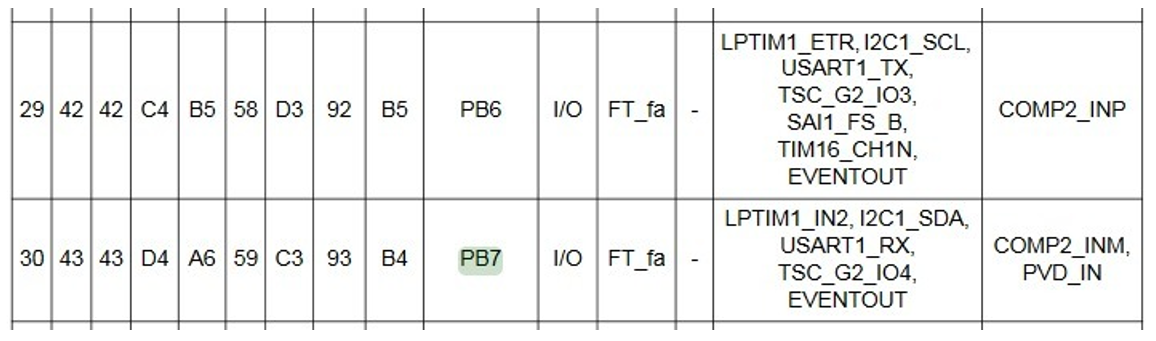 29 42 42 C4 B5 58 D3 92 B5 PB6 I/O FT_fa - LPTIM1_ETR, I2C1_SCL,
USART1_TX,
TSC_G2_IO3,
SAI1_FS_B,
TIM16_CH1N,
EVENTOUT
COMP2_INP
30 43 43 D4 A6 59 C3 93 B4 PB7 I/O FT_fa - LPTIM1_IN2, I2C1_SDA,
USART1_RX,
TSC_G2_IO4,
EVENTOUT
COMP2_INM,
PVD_IN